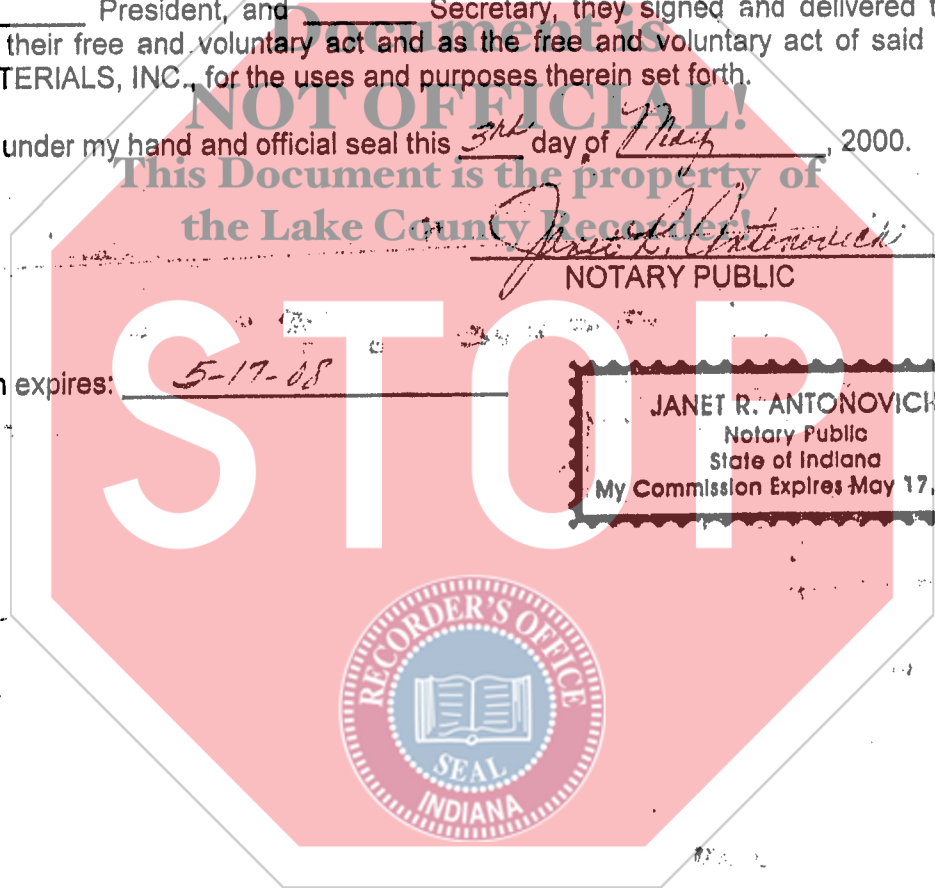 President, and ________ Secretary, they signed and delivered
their free and voluntary act and as the free and voluntary act of said
TERIALS, INC., for the uses and purposes therein set forth.
under my hand and official seal this 3rd day of May, 2000.
Document is
NOT OFFICIAL!
This Document is the property of
the Lake County Recorder!
Janet R. Antonovich
NOTARY PUBLIC
STOP
expires: 5-17-08
JANET R. ANTONOVICH
Notary Public
State of Indiana
My Commission Expires May 17,
RECORDER'S OFFICE
SEAL
INDIANA